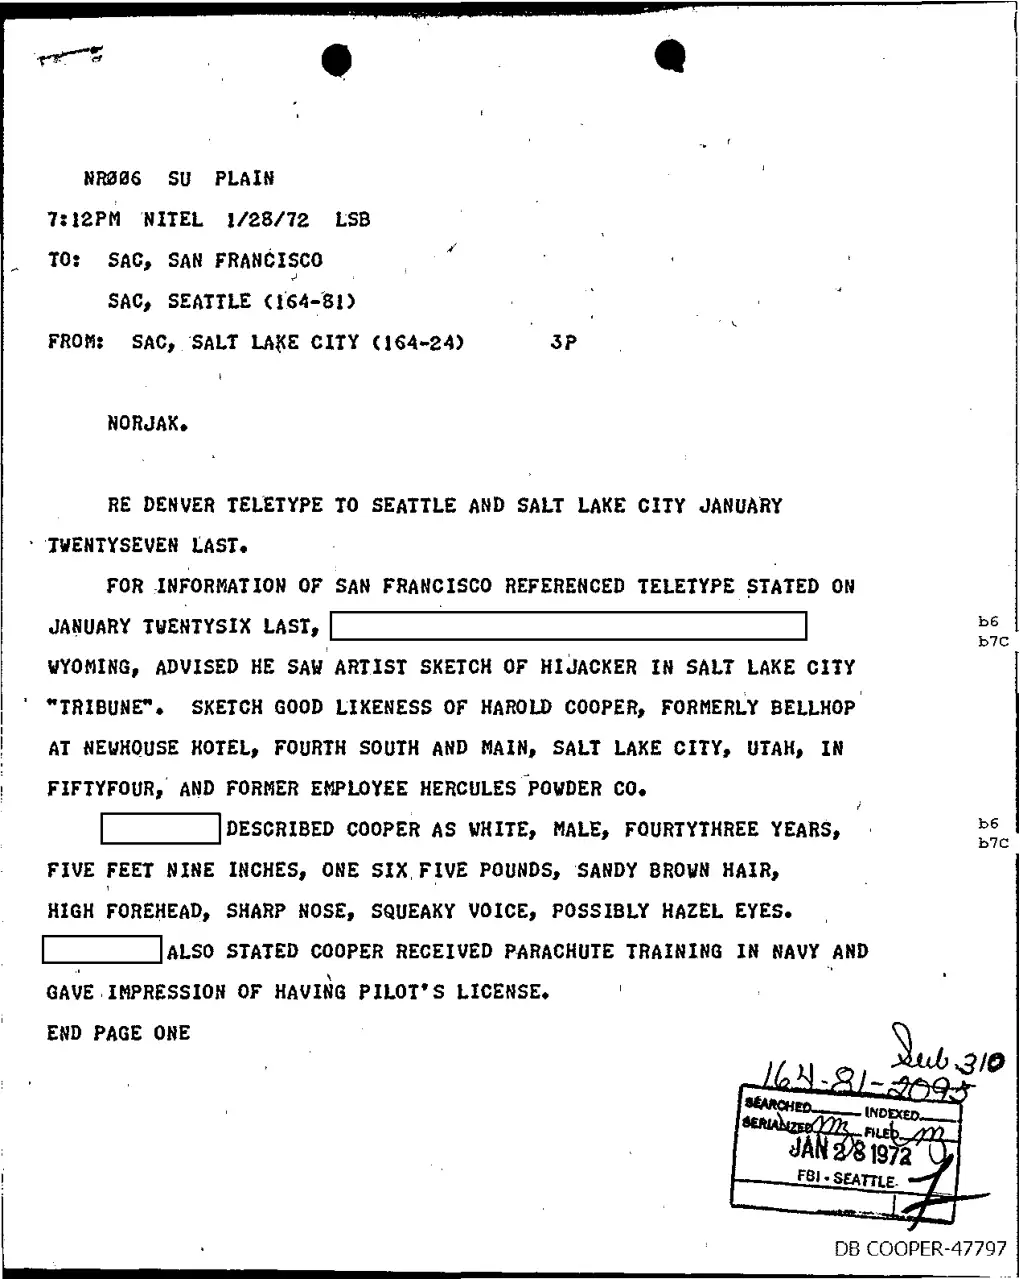 NR006 SU PLAIN
7:12PM NITEL 1/28/72 LSB
TO: SAC, SAN FRANCISCO
SAC, SEATTLE (164-81)
FROM: SAC, SALT LAKE CITY (164-24) 3P
NORJAK.
RE DENVER TELETYPE TO SEATTLE AND SALT LAKE CITY JANUARY
TWENTYSEVEN LAST.
FOR INFORMATION OF SAN FRANCISCO REFERENCED TELETYPE STATED ON
JANUARY TWENTYSIX LAST,
b6
b7C
WYOMING, ADVISED HE SAW ARTIST SKETCH OF HIJACKER IN SALT LAKE CITY
"TRIBUNE". SKETCH GOOD LIKENESS OF HAROLD COOPER, FORMERLY BELLHOP
AT NEWHOUSE HOTEL, FOURTH SOUTH AND MAIN, SALT LAKE CITY, UTAH, IN
FIFTYFOUR, AND FORMER EMPLOYEE HERCULES POWDER CO.
DESCRIBED COOPER AS WHITE, MALE, FOURTYTHREE YEARS,
b6
b7C
FIVE FEET NINE INCHES, ONE SIX FIVE POUNDS, SANDY BROWN HAIR,
HIGH FOREHEAD, SHARP NOSE, SQUEAKY VOICE, POSSIBLY HAZEL EYES.
ALSO STATED COOPER RECEIVED PARACHUTE TRAINING IN NAVY AND
GAVE IMPRESSION OF HAVING PILOT'S LICENSE.
END PAGE ONE
Sub 310
164-81-2095
SEARCHED INDEXED
SERIALIZED FILED
JAN 28 1972
FBI - SEATTLE
DB COOPER-47797